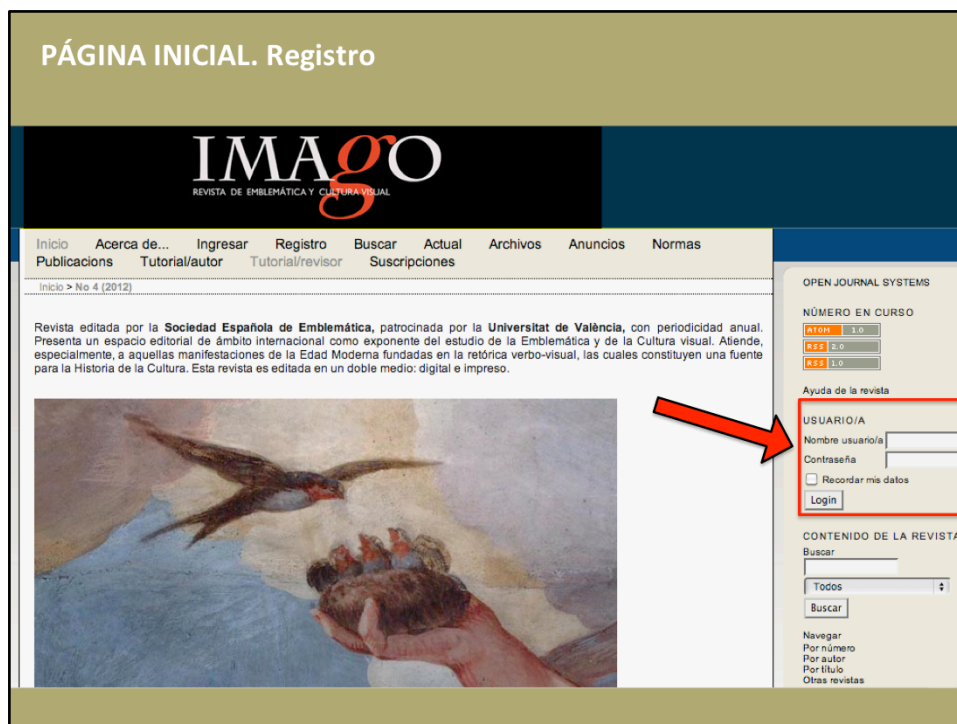 PÁGINA INICIAL. Registro
IMAgO
REVISTA DE EMBLEMÁTICA Y CULTURA VISUAL
Inicio Acerca de... Ingresar Registro Buscar Actual Archivos Anuncios Normas
Publicacions Tutorial/autor Tutorial/revisor Suscripciones
Inicio > No 4 (2012)
Revista editada por la Sociedad Española de Emblemática, patrocinada por la Universitat de València, con periodicidad anual.
Presenta un espacio editorial de ámbito internacional como exponente del estudio de la Emblemática y de la Cultura visual. Atiende,
especialmente, a aquellas manifestaciones de la Edad Moderna fundadas en la retórica verbo-visual, las cuales constituyen una fuente
para la Historia de la Cultura. Esta revista es editada en un doble medio: digital e impreso.
OPEN JOURNAL SYSTEMS
NÚMERO EN CURSO
ATOM 1.0
RSS 2.0
RSS 1.0
Ayuda de la revista
USUARIO/A
Nombre usuario/a
Contraseña
Recordar mis datos
Login
CONTENIDO DE LA REVISTA
Buscar
Todos
Buscar
Navegar
Por número
Por autor
Por título
Otras revistas